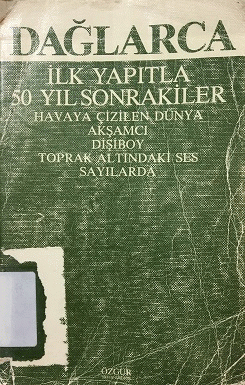 DAĞLARCA
İLK YAPITLA
50 YIL SONRAKİLER
HAVAYA ÇİZİLEN DÜNYA
AKŞAMCI
DİŞİBOY
TOPRAK ALTINDAKİ SES
SAYILARDA
ÖZGÜR